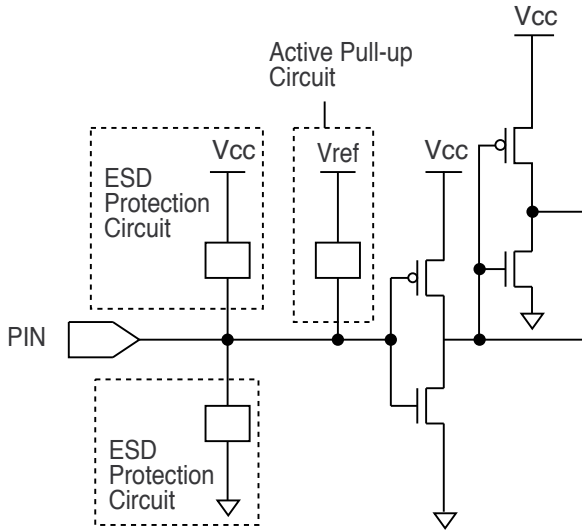 Vcc
Active Pull-up
Circuit
Vcc
Vref
Vcc
ESD
Protection
Circuit
PIN
ESD
Protection
Circuit